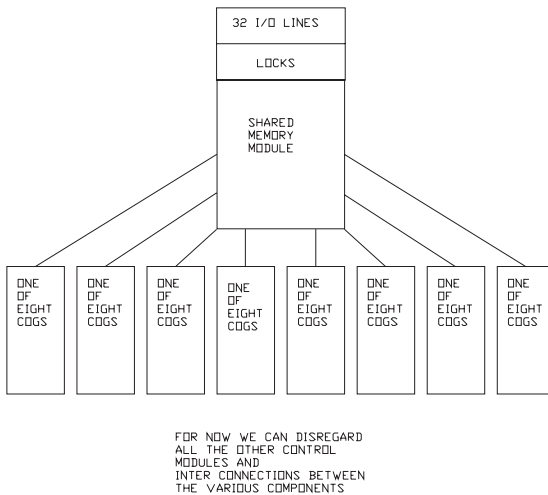 32 I/O LINES
LOCKS
SHARED
MEMORY
MODULE
ONE
OF
EIGHT
COGS
ONE
OF
EIGHT
COGS
ONE
OF
EIGHT
COGS
ONE
OF
EIGHT
COGS
ONE
OF
EIGHT
COGS
ONE
OF
EIGHT
COGS
ONE
OF
EIGHT
COGS
ONE
OF
EIGHT
COGS
FOR NOW WE CAN DISREGARD
ALL THE OTHER CONTROL
MODULES AND
INTER CONNECTIONS BETWEEN
THE VARIOUS COMPONENTS